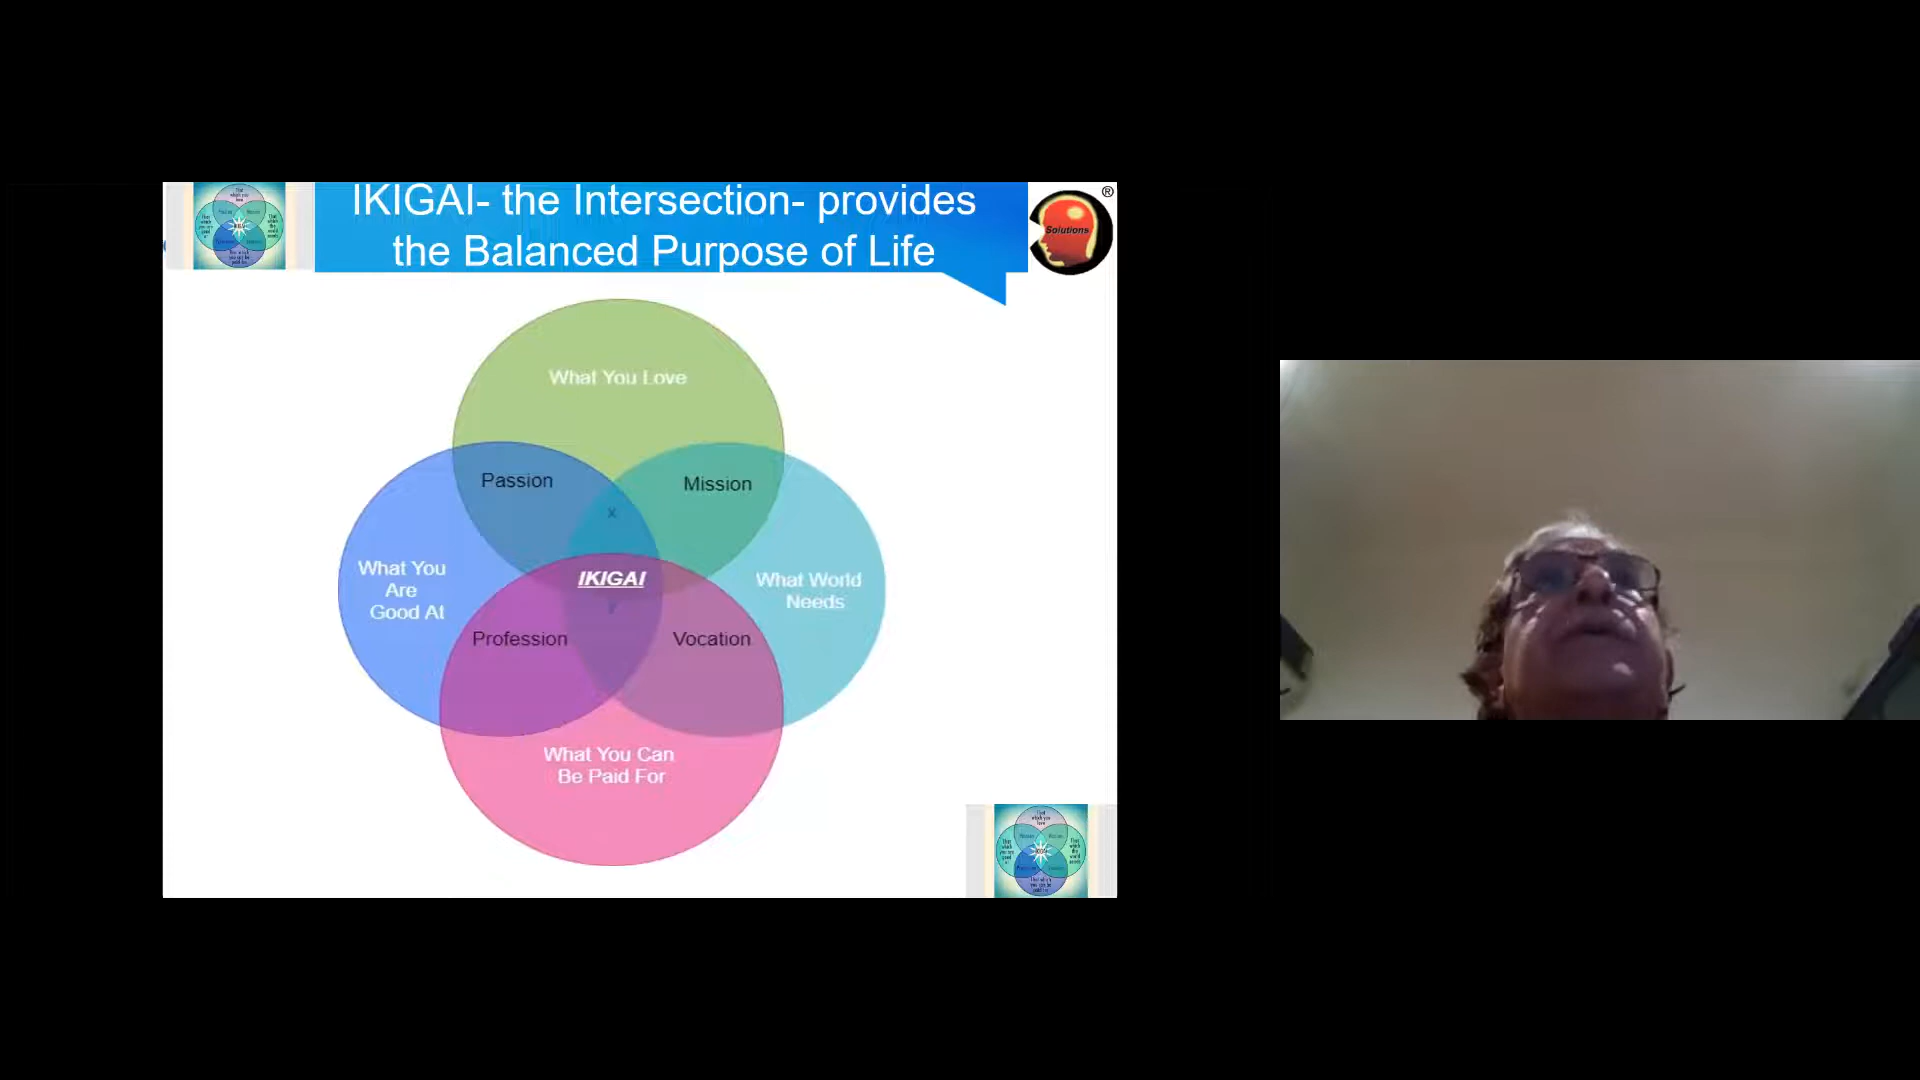 IKIGAI- the Intersection- provides
the Balanced Purpose of Life
®
Solutions
What You Love
Passion
Mission
x
What You
Are
Good At
IKIGAI
What World
Needs
y
Profession
Vocation
What You Can
Be Paid For